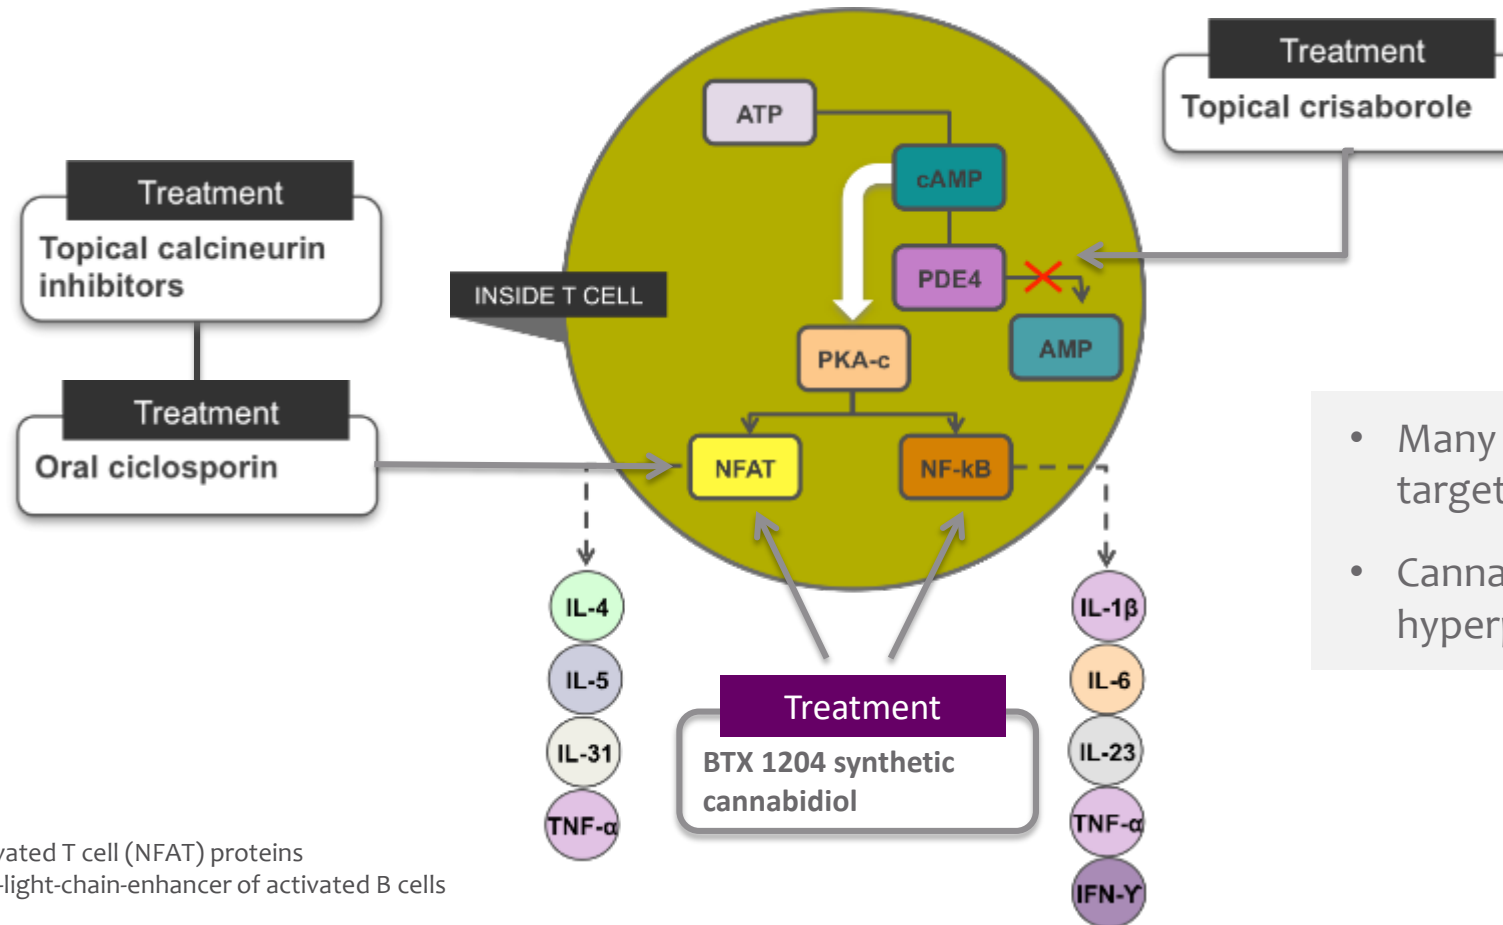 Treatment
Topical crisaborole
ATP
cAMP
Treatment
Topical calcineurin
inhibitors
PDE4
INSIDE T CELL
AMP
PKA-c
Treatment
Oral ciclosporin
NFAT
NF-kB
• Many
target
• Canna
hyperp
IL-4
IL-5
IL-31
TNF-α
IL-1β
IL-6
IL-23
TNF-α
IFN-ϒ
Treatment
BTX 1204 synthetic
cannabidiol
vated T cell (NFAT) proteins
-light-chain-enhancer of activated B cells